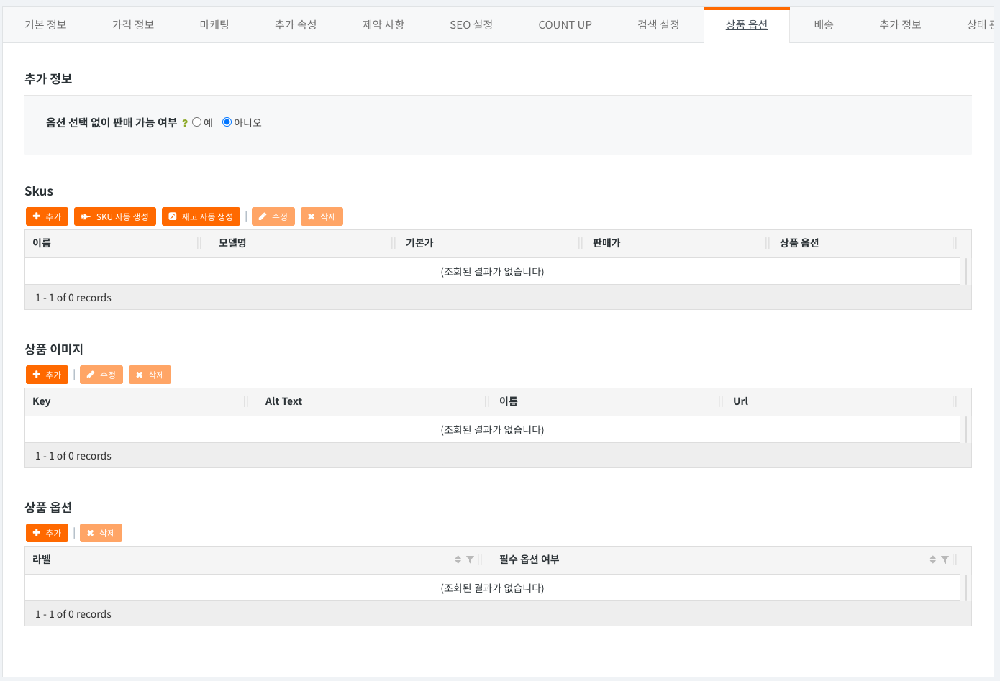 기본 정보 가격 정보 마케팅 추가 속성 제약 사항 SEO 설정 COUNT UP 검색 설정 상품 옵션 배송 추가 정보 상태
추가 정보
옵션 선택 없이 판매 가능 여부 ? 예 아니오
Skus
추가 SKU 자동 생성 재고 자동 생성 | 수정 삭제
이름 모델명 기본가 판매가 상품 옵션
(조회된 결과가 없습니다)
1 - 1 of 0 records
상품 이미지
추가 | 수정 삭제
Key Alt Text 이름 Url
(조회된 결과가 없습니다)
1 - 1 of 0 records
상품 옵션
추가 | 삭제
라벨 필수 옵션 여부
(조회된 결과가 없습니다)
1 - 1 of 0 records